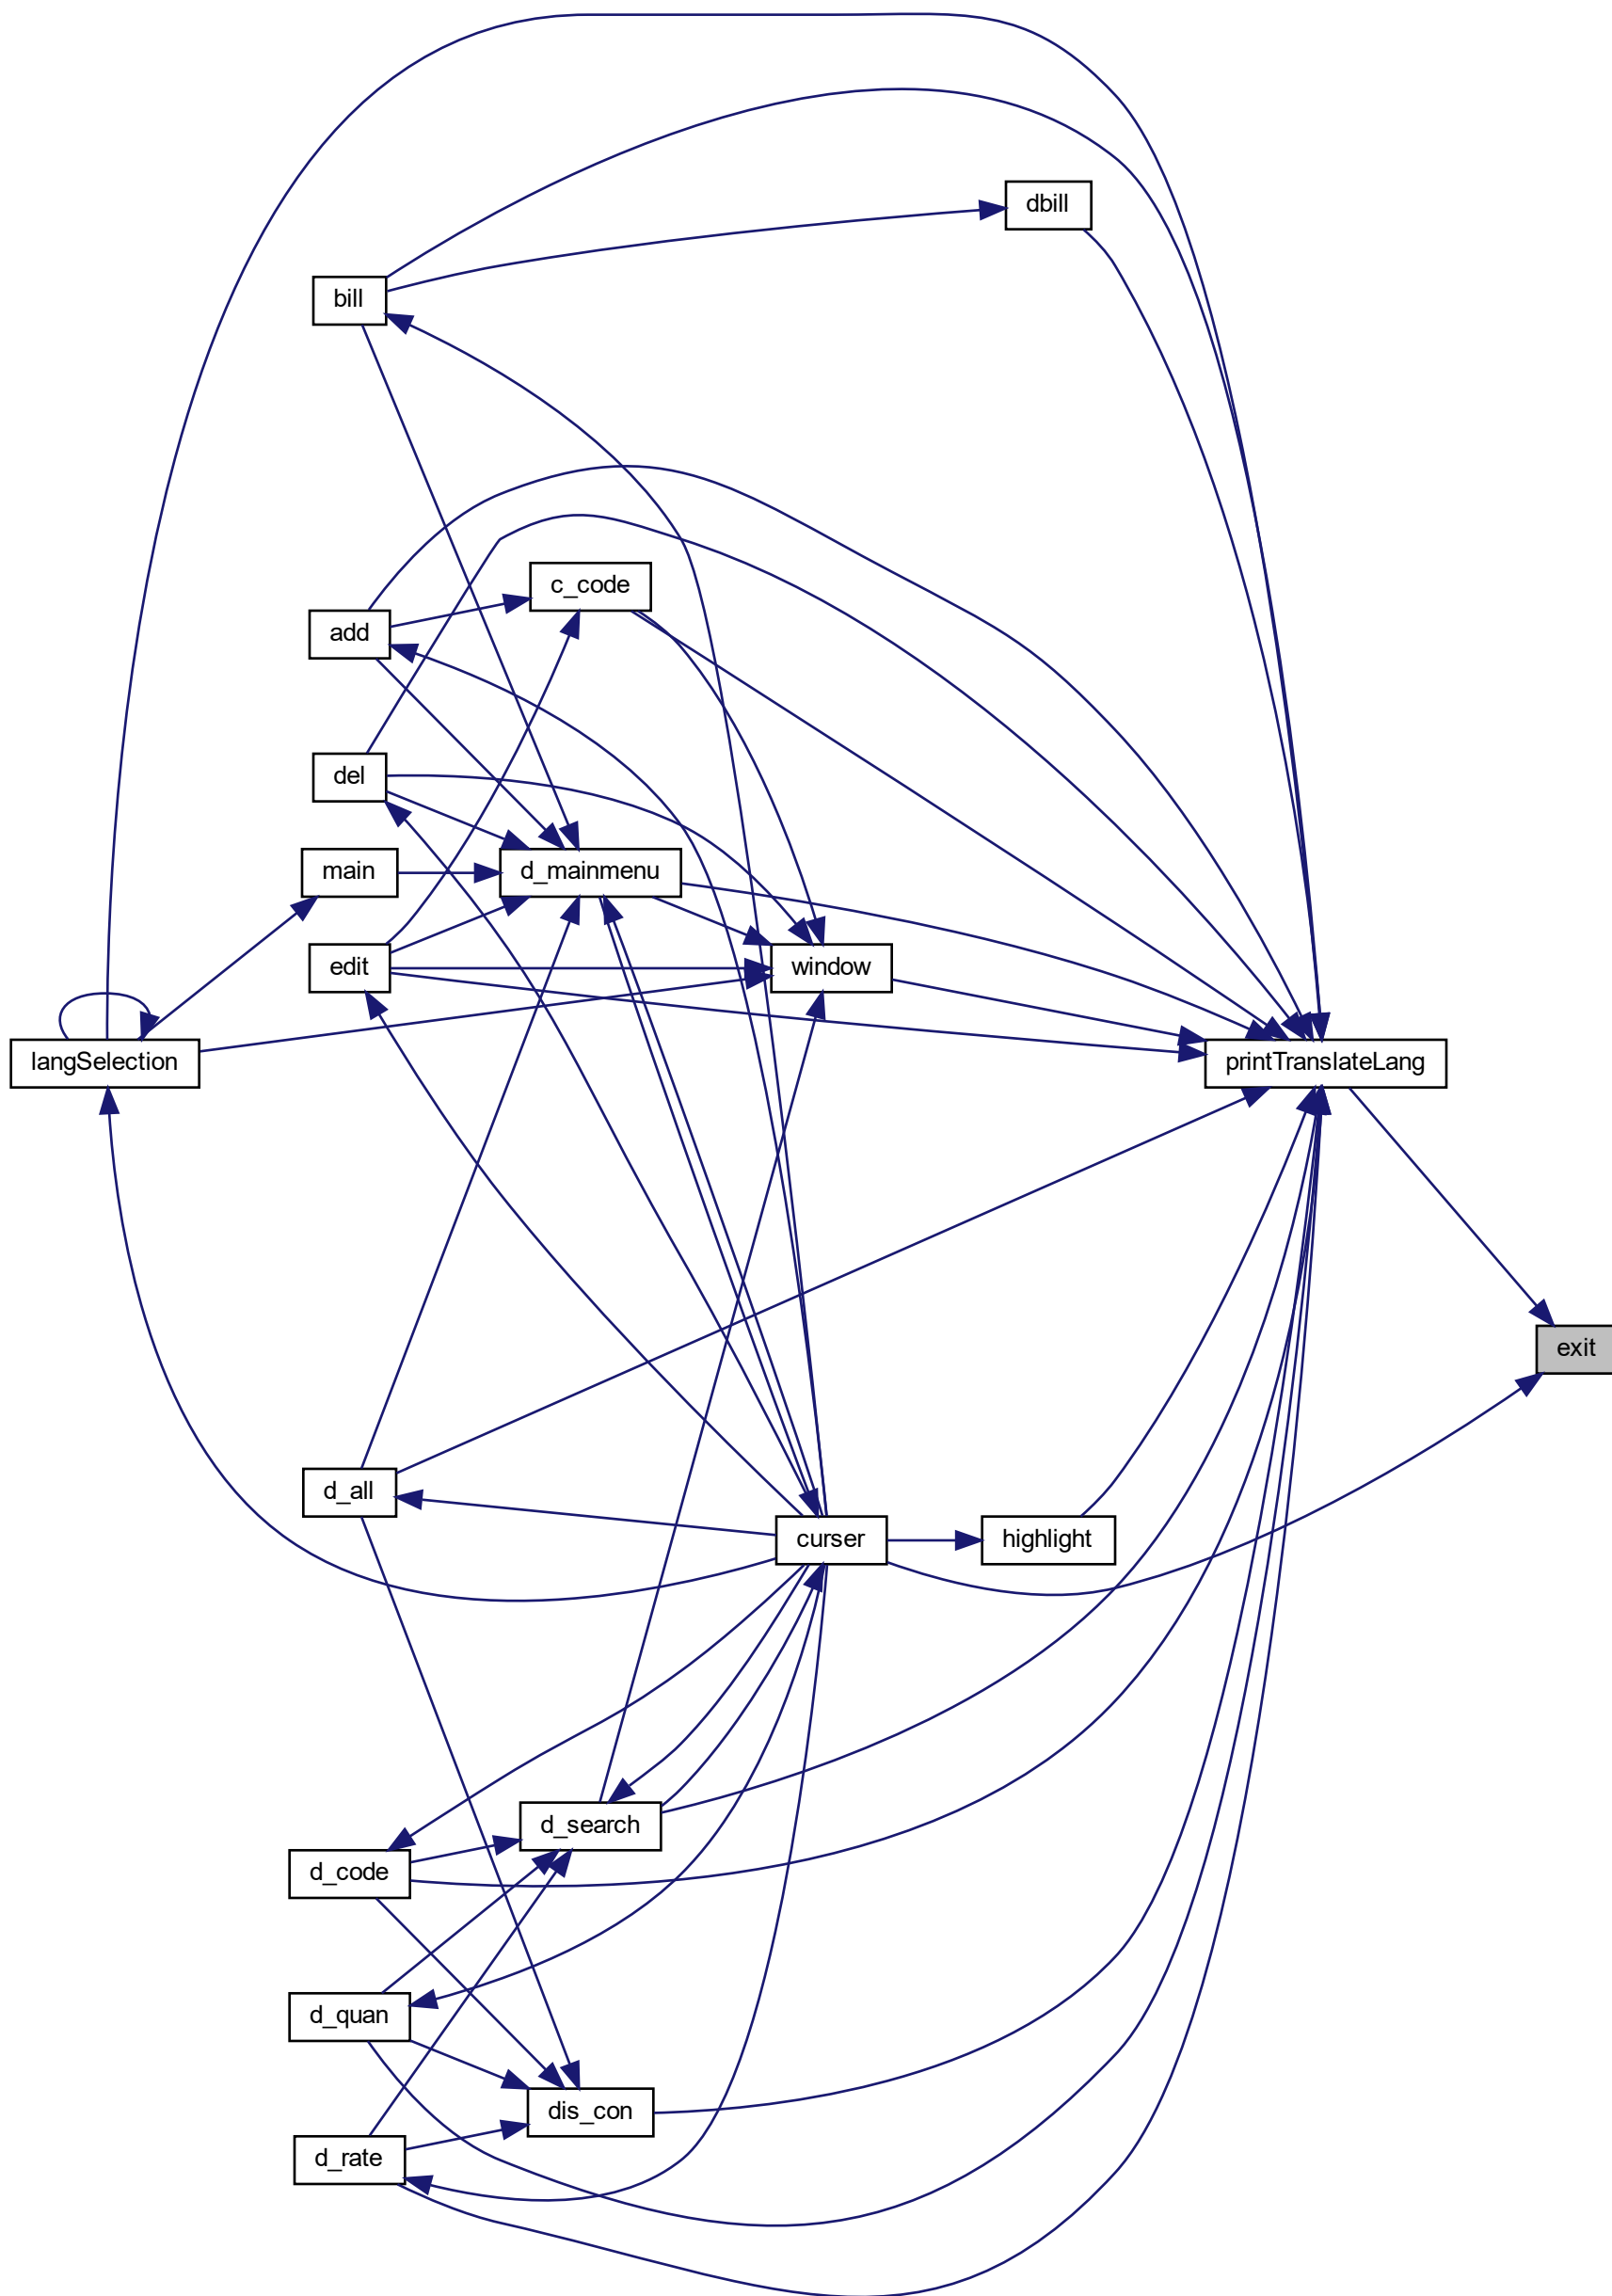 dbill
bill
c_code
add
del
main
d_mainmenu
edit
window
langSelection
printTranslateLang
exit
d_all
curser
highlight
d_search
d_code
d_quan
dis_con
d_rate